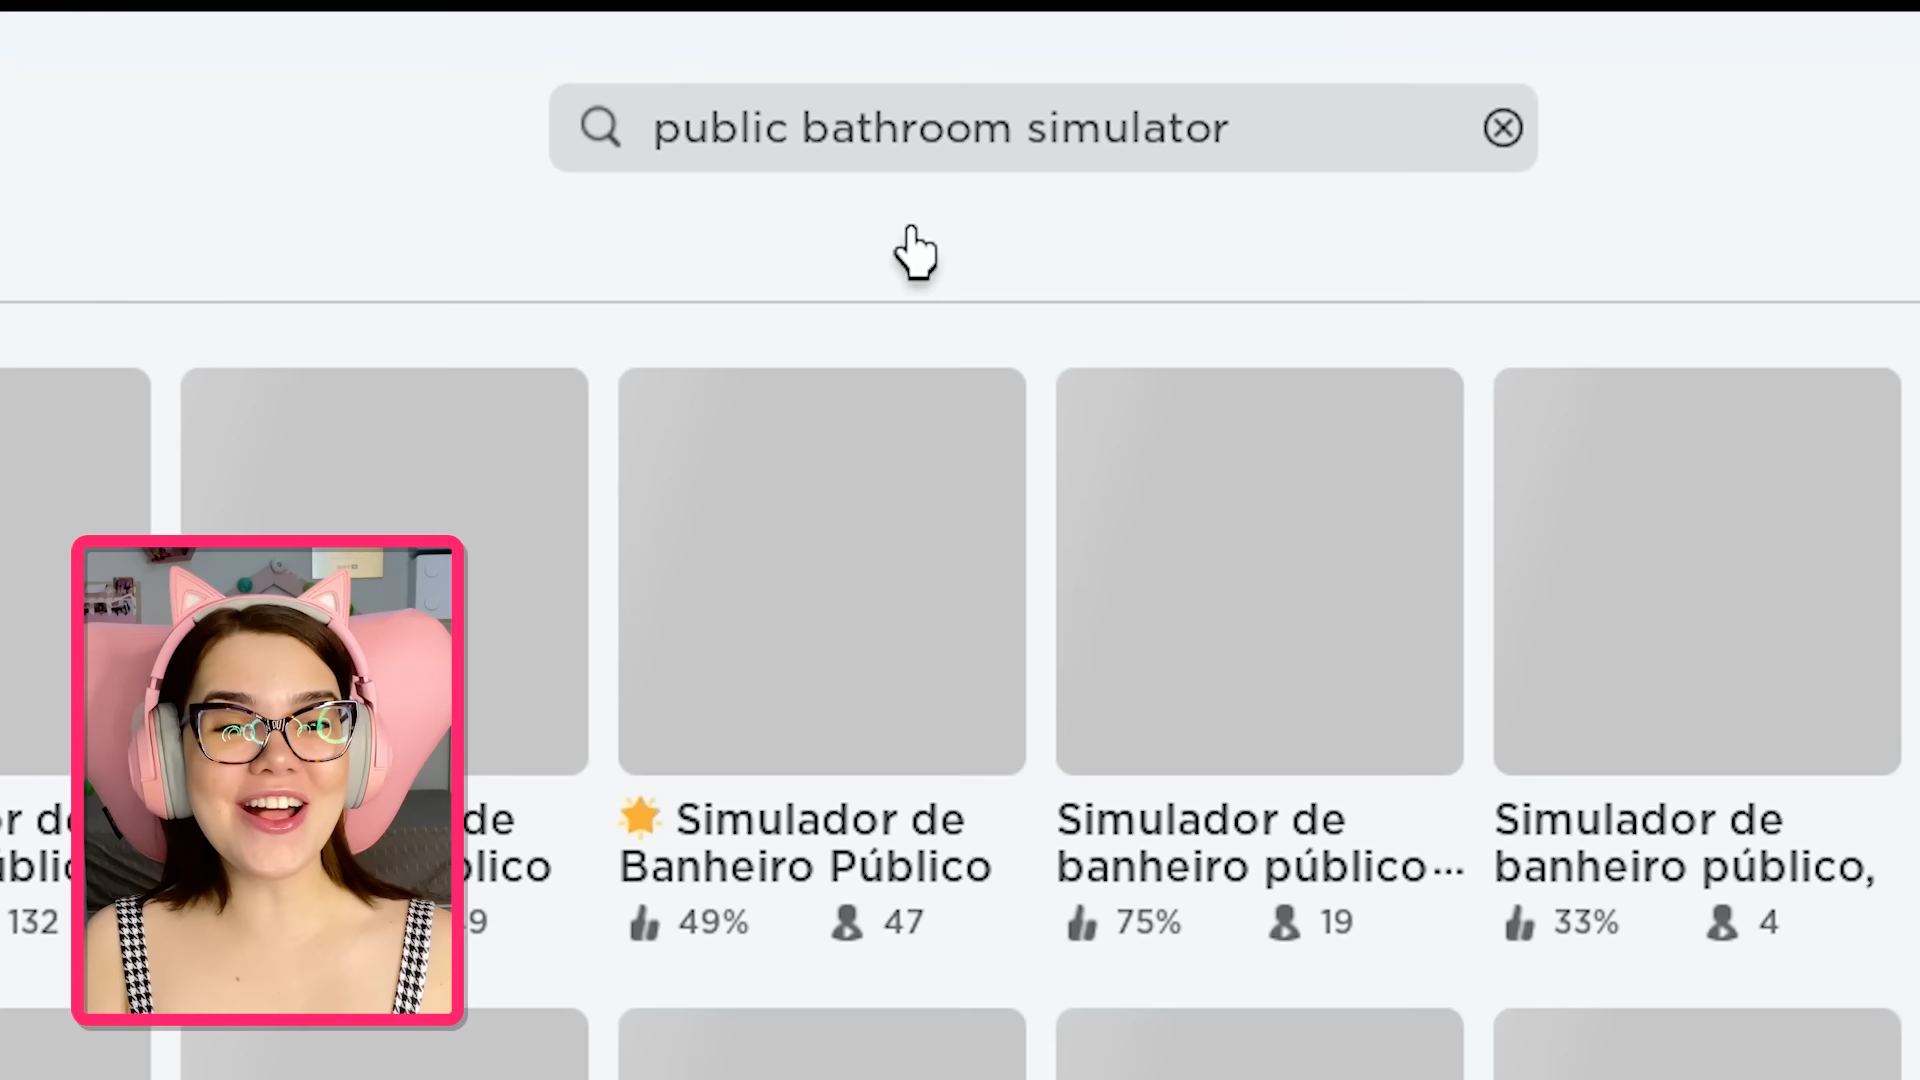 public bathroom simulator
de
🌟 Simulador de
Banheiro Público
49% 47
Simulador de
banheiro público...
75% 19
Simulador de
banheiro público,
33% 4
132